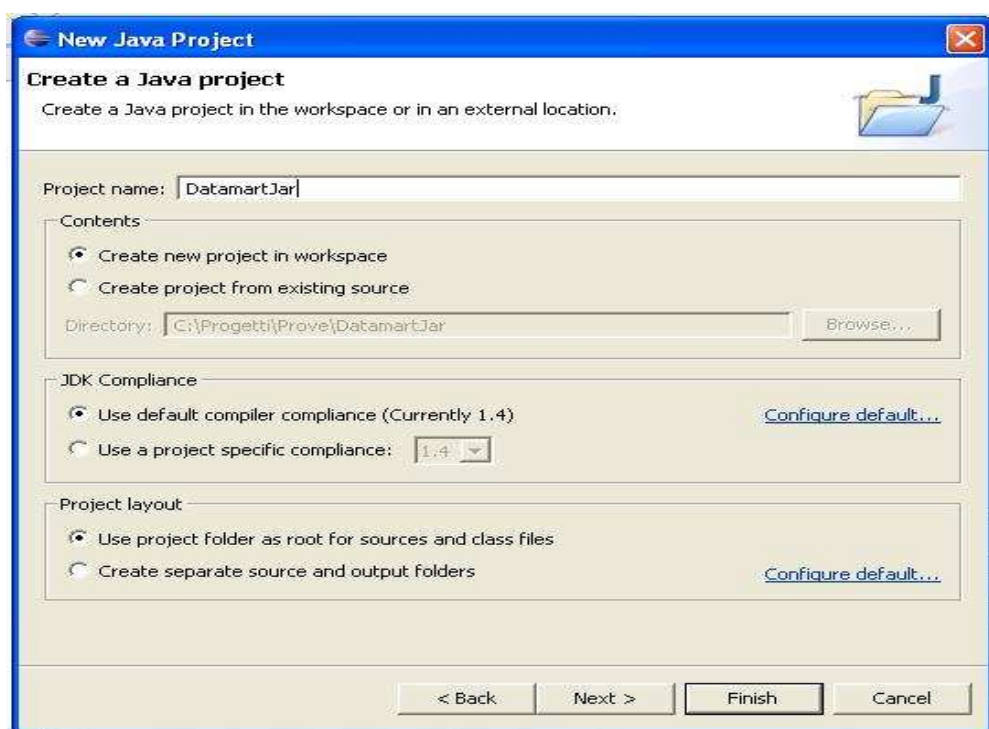 New Java Project
Create a Java project
Create a Java project in the workspace or in an external location.
Project name: DatamartJar
Contents
Create new project in workspace
Create project from existing source
Directory: C:\Progetti\Prove\DatamartJar Browse...
JDK Compliance
Use default compiler compliance (Currently 1.4) Configure default...
Use a project specific compliance: 1.4
Project layout
Use project folder as root for sources and class files
Create separate source and output folders Configure default...
< Back Next > Finish Cancel